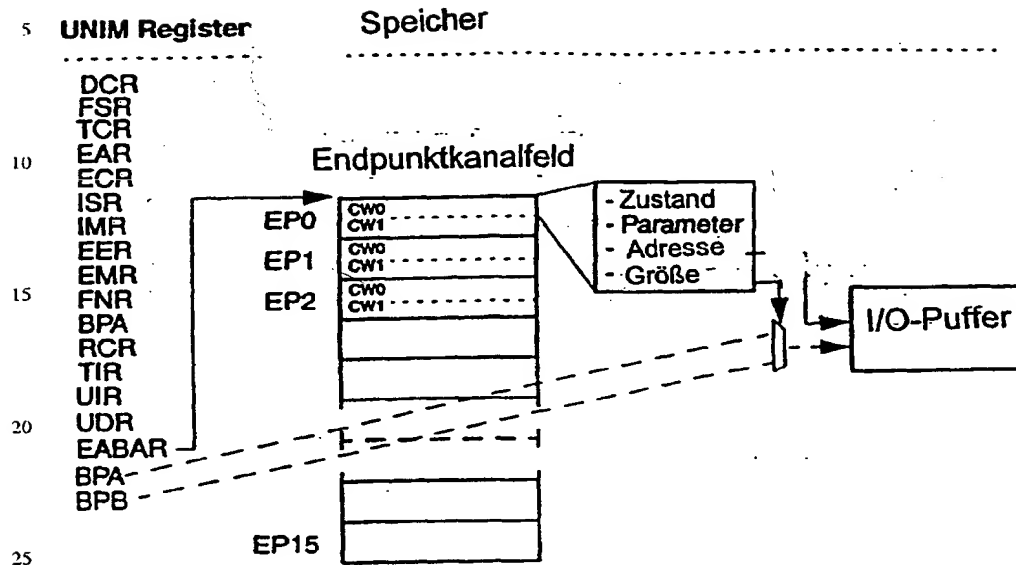 5 UNIM Register Speicher
DCR
FSR
TCR
EAR
10 Endpunktkanalfeld
ECR
ISR
IMR
EER
EMR
15
FNR
BPA
RCR
TIR
UIR
UDR
20
EABAR
BPA
BPB
25
EP0 CW0
CW1
EP1 CW0
CW1
EP2 CW0
CW1
EP15
- Zustand
- Parameter
- Adresse
- Größe
I/O-Puffer